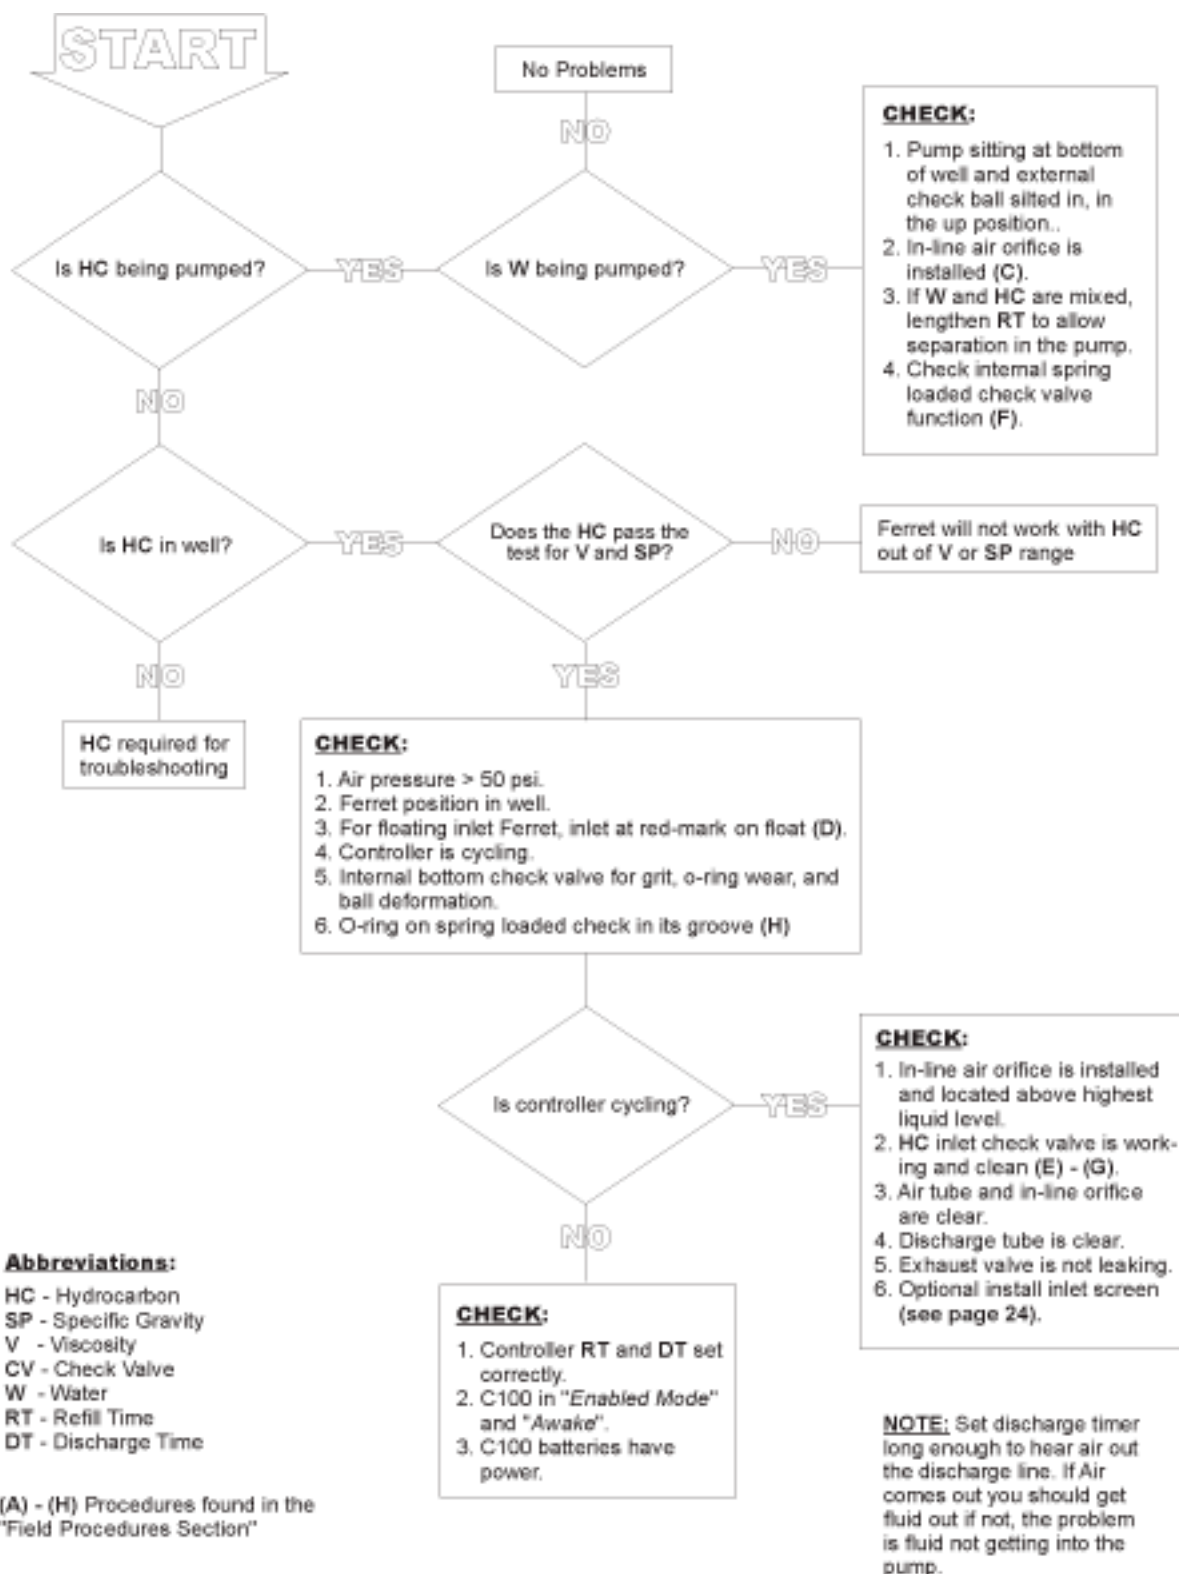 START
No Problems
NO
Is HC being pumped?
YES
Is W being pumped?
YES
CHECK:
1. Pump sitting at bottom
of well and external
check ball silted in, in
the up position..
2. In-line air orifice is
installed (C).
3. If W and HC are mixed,
lengthen RT to allow
separation in the pump.
4. Check internal spring
loaded check valve
function (F).
NO
Is HC in well?
YES
Does the HC pass the
test for V and SP?
NO
Ferret will not work with HC
out of V or SP range
NO
HC required for
troubleshooting
YES
CHECK:
1. Air pressure > 50 psi.
2. Ferret position in well.
3. For floating inlet Ferret, inlet at red-mark on float (D).
4. Controller is cycling.
5. Internal bottom check valve for grit, o-ring wear, and
ball deformation.
6. O-ring on spring loaded check in its groove (H)
Is controller cycling?
YES
CHECK:
1. In-line air orifice is installed
and located above highest
liquid level.
2. HC inlet check valve is work-
ing and clean (E) - (G).
3. Air tube and in-line orifice
are clear.
4. Discharge tube is clear.
5. Exhaust valve is not leaking.
6. Optional install inlet screen
(see page 24).
NO
CHECK:
1. Controller RT and DT set
correctly.
2. C100 in "Enabled Mode"
and "Awake".
3. C100 batteries have
power.
Abbreviations:
HC - Hydrocarbon
SP - Specific Gravity
V - Viscosity
CV - Check Valve
W - Water
RT - Refill Time
DT - Discharge Time
(A) - (H) Procedures found in the
"Field Procedures Section"
NOTE: Set discharge timer
long enough to hear air out
the discharge line. If Air
comes out you should get
fluid out if not, the problem
is fluid not getting into the
pump.